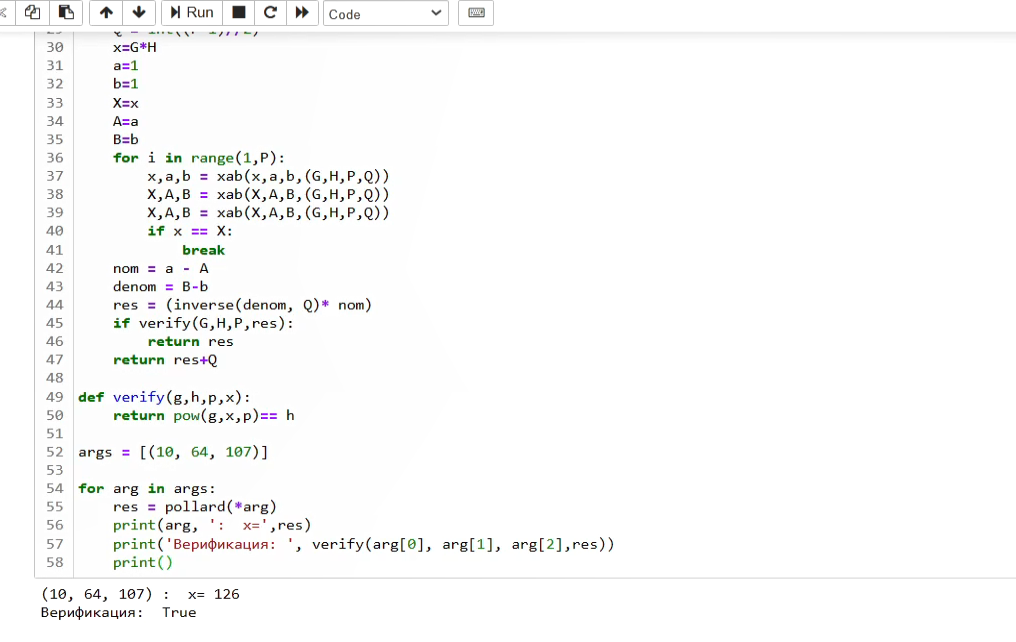 Run
Code
30 x=G*H
31 a=1
32 b=1
33 X=x
34 A=a
35 B=b
36 for i in range(1,P):
37 x,a,b = xab(x,a,b,(G,H,P,Q))
38 X,A,B = xab(X,A,B,(G,H,P,Q))
39 X,A,B = xab(X,A,B,(G,H,P,Q))
40 if x == X:
41 break
42 nom = a - A
43 denom = B-b
44 res = (inverse(denom, Q)* nom)
45 if verify(G,H,P,res):
46 return res
47 return res+Q
48
49 def verify(g,h,p,x):
50 return pow(g,x,p)== h
51
52 args = [(10, 64, 107)]
53
54 for arg in args:
55 res = pollard(*arg)
56 print(arg, ':  x=',res)
57 print('Верификация: ', verify(arg[0], arg[1], arg[2],res))
58 print()
(10, 64, 107) :  x= 126
Верификация:  True